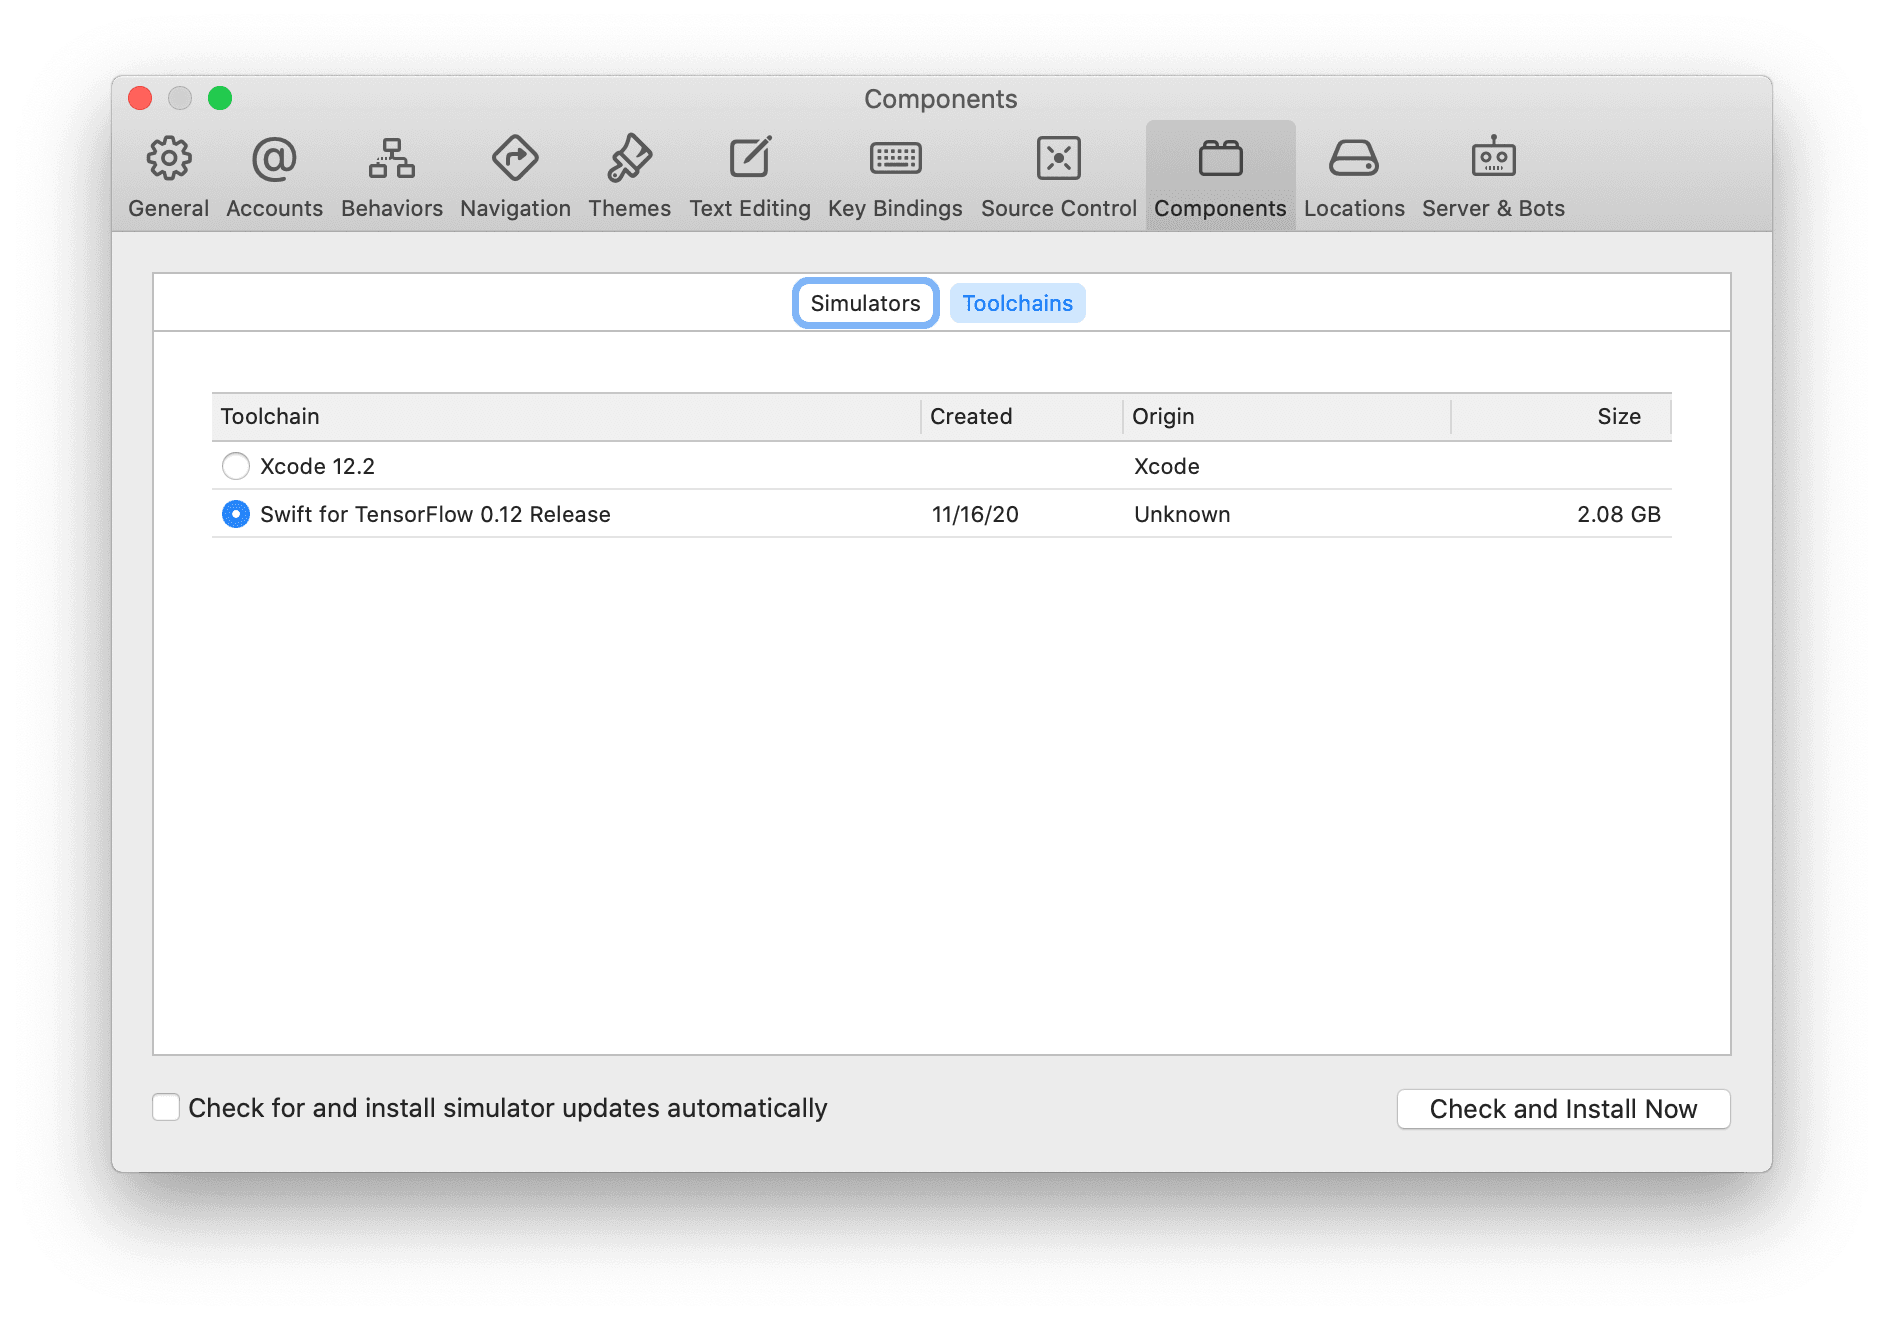 Components
General Accounts Behaviors Navigation Themes Text Editing Key Bindings Source Control Components Locations Server & Bots
Simulators Toolchains
Toolchain Created Origin Size
Xcode 12.2 Xcode
Swift for TensorFlow 0.12 Release 11/16/20 Unknown 2.08 GB
Check for and install simulator updates automatically Check and Install Now